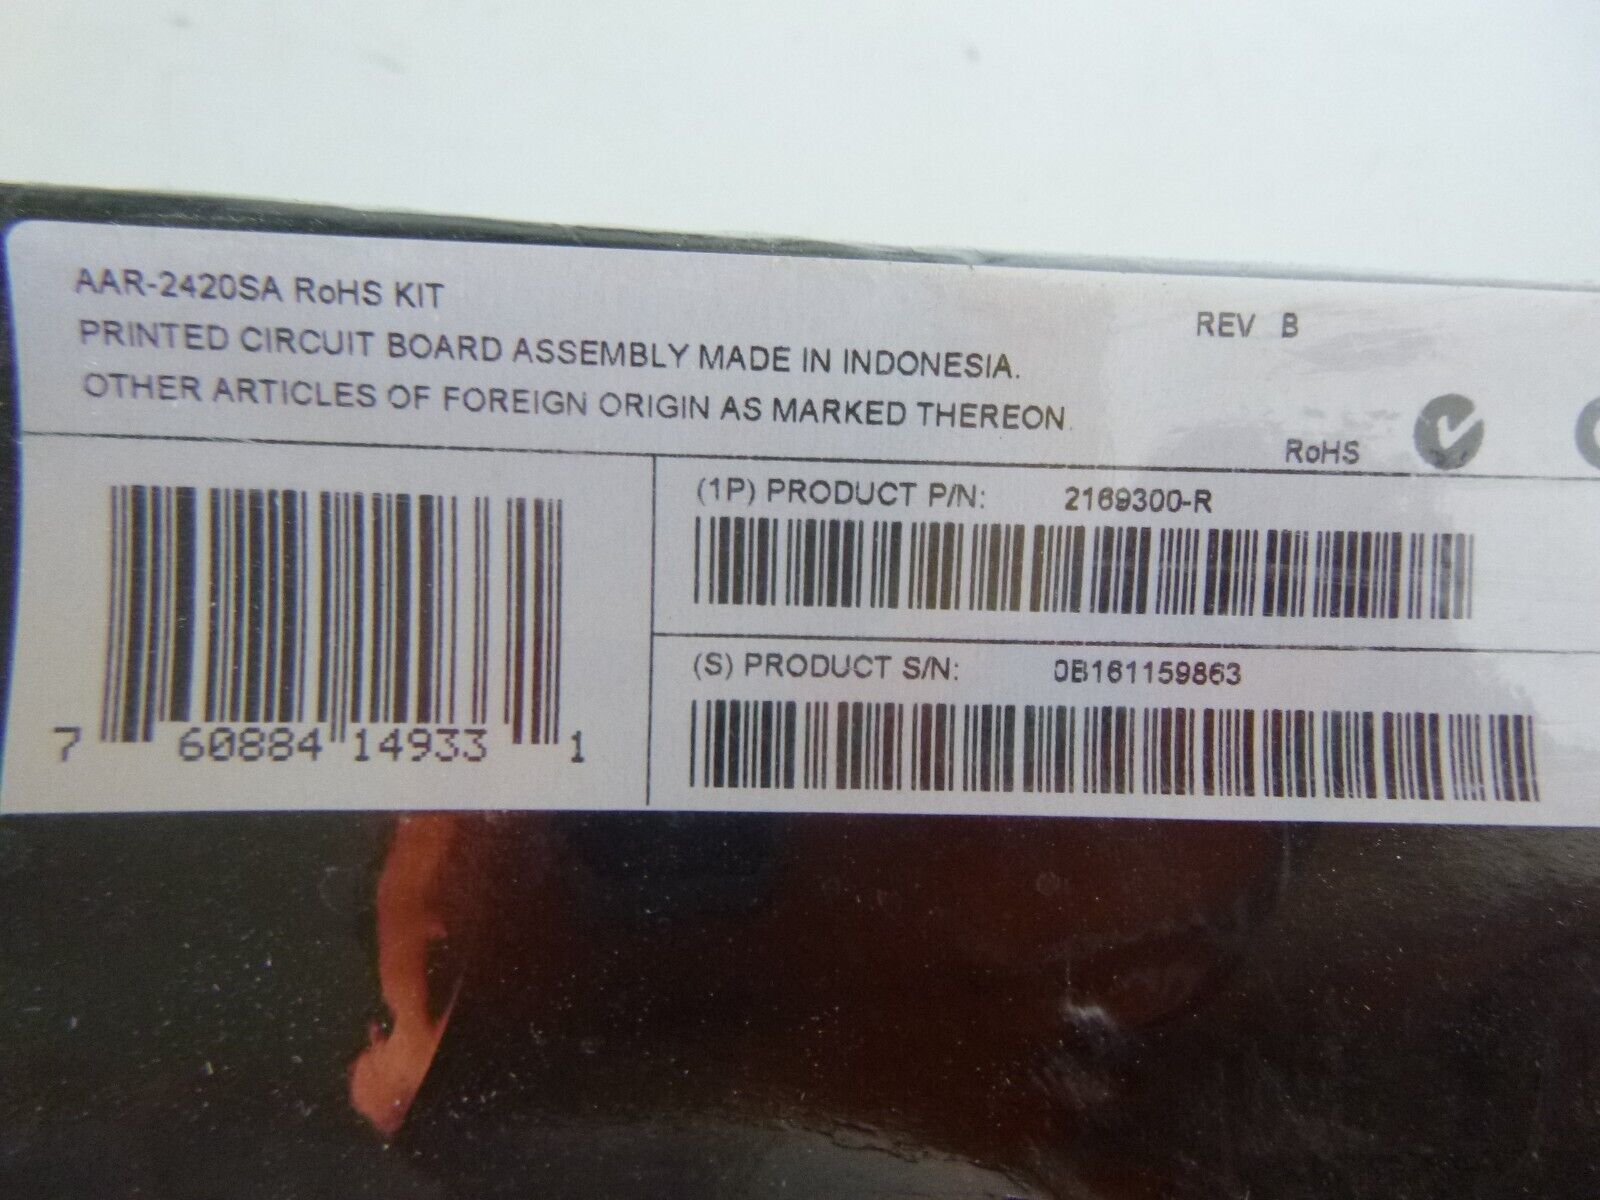 AAR-2420SA RoHS KIT
REV B
PRINTED CIRCUIT BOARD ASSEMBLY MADE IN INDONESIA.
OTHER ARTICLES OF FOREIGN ORIGIN AS MARKED THEREON.
RoHS
(1P) PRODUCT P/N: 2169300-R
(S) PRODUCT S/N: 0B161159863
7 60884 14933 1